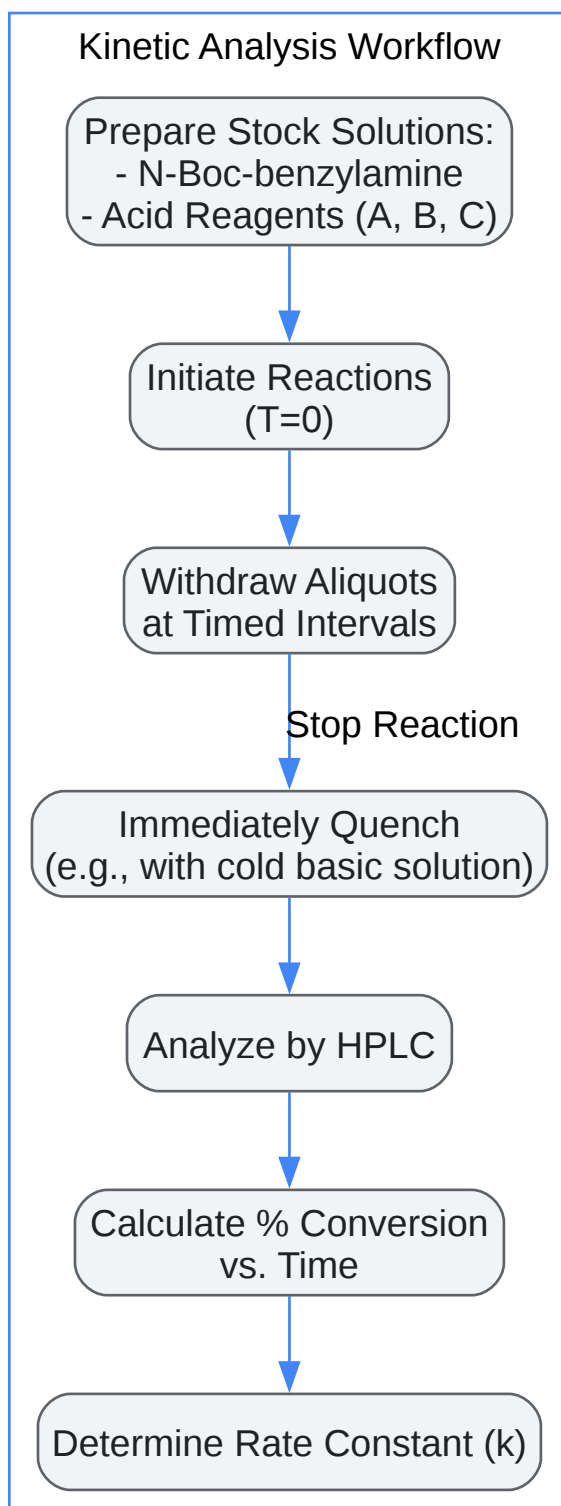 Kinetic Analysis Workflow
Prepare Stock Solutions:
- N-Boc-benzylamine
- Acid Reagents (A, B, C)
Initiate Reactions
(T=0)
Withdraw Aliquots
at Timed Intervals
Stop Reaction
Immediately Quench
(e.g., with cold basic solution)
Analyze by HPLC
Calculate % Conversion
vs. Time
Determine Rate Constant (k)